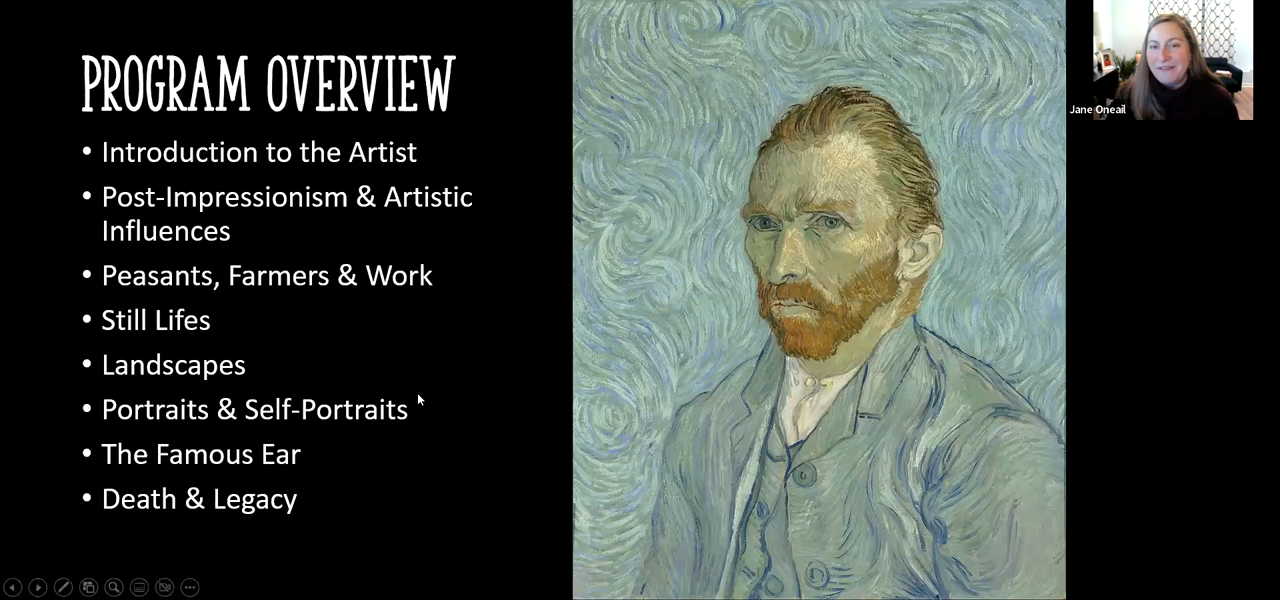 PROGRAM OVERVIEW
• Introduction to the Artist
• Post-Impressionism & Artistic
Influences
• Peasants, Farmers & Work
• Still Lifes
• Landscapes
• Portraits & Self-Portraits
• The Famous Ear
• Death & Legacy
Jane Oneail